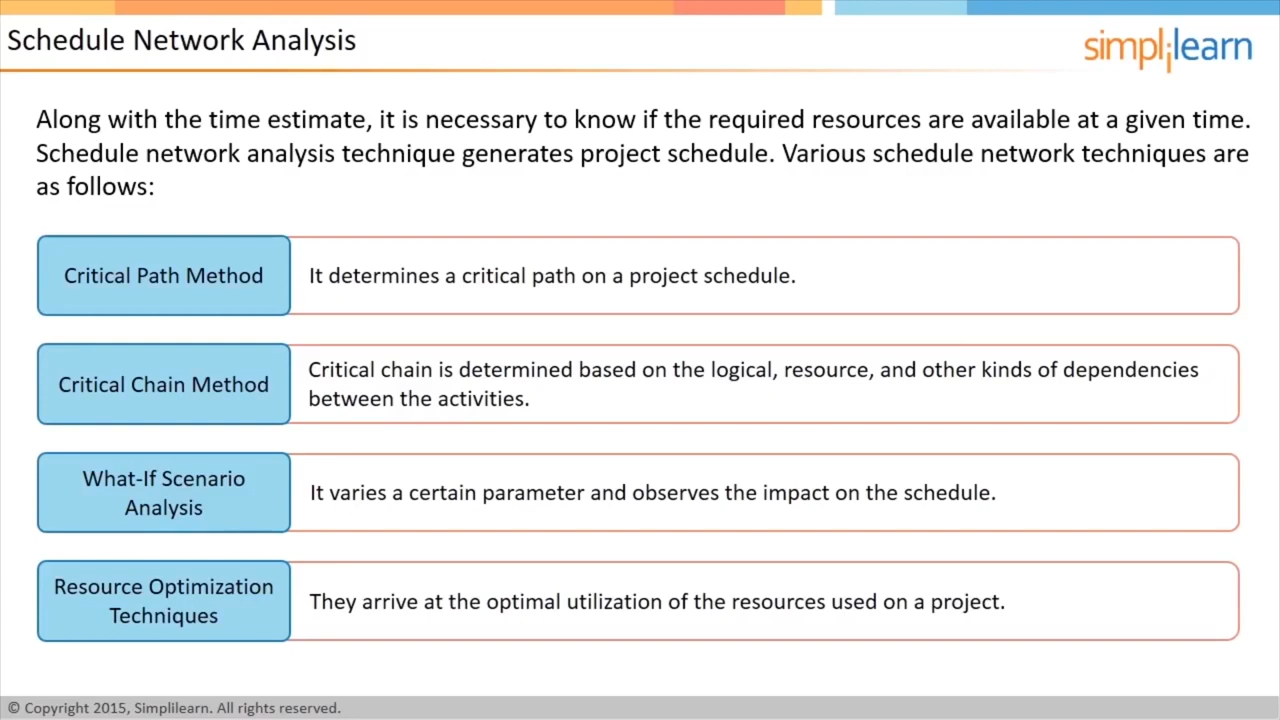 Schedule Network Analysis
simplilearn
Along with the time estimate, it is necessary to know if the required resources are available at a given time.
Schedule network analysis technique generates project schedule. Various schedule network techniques are
as follows:
Critical Path Method
It determines a critical path on a project schedule.
Critical Chain Method
Critical chain is determined based on the logical, resource, and other kinds of dependencies
between the activities.
What-If Scenario
Analysis
It varies a certain parameter and observes the impact on the schedule.
Resource Optimization
Techniques
They arrive at the optimal utilization of the resources used on a project.
© Copyright 2015, Simplilearn. All rights reserved.